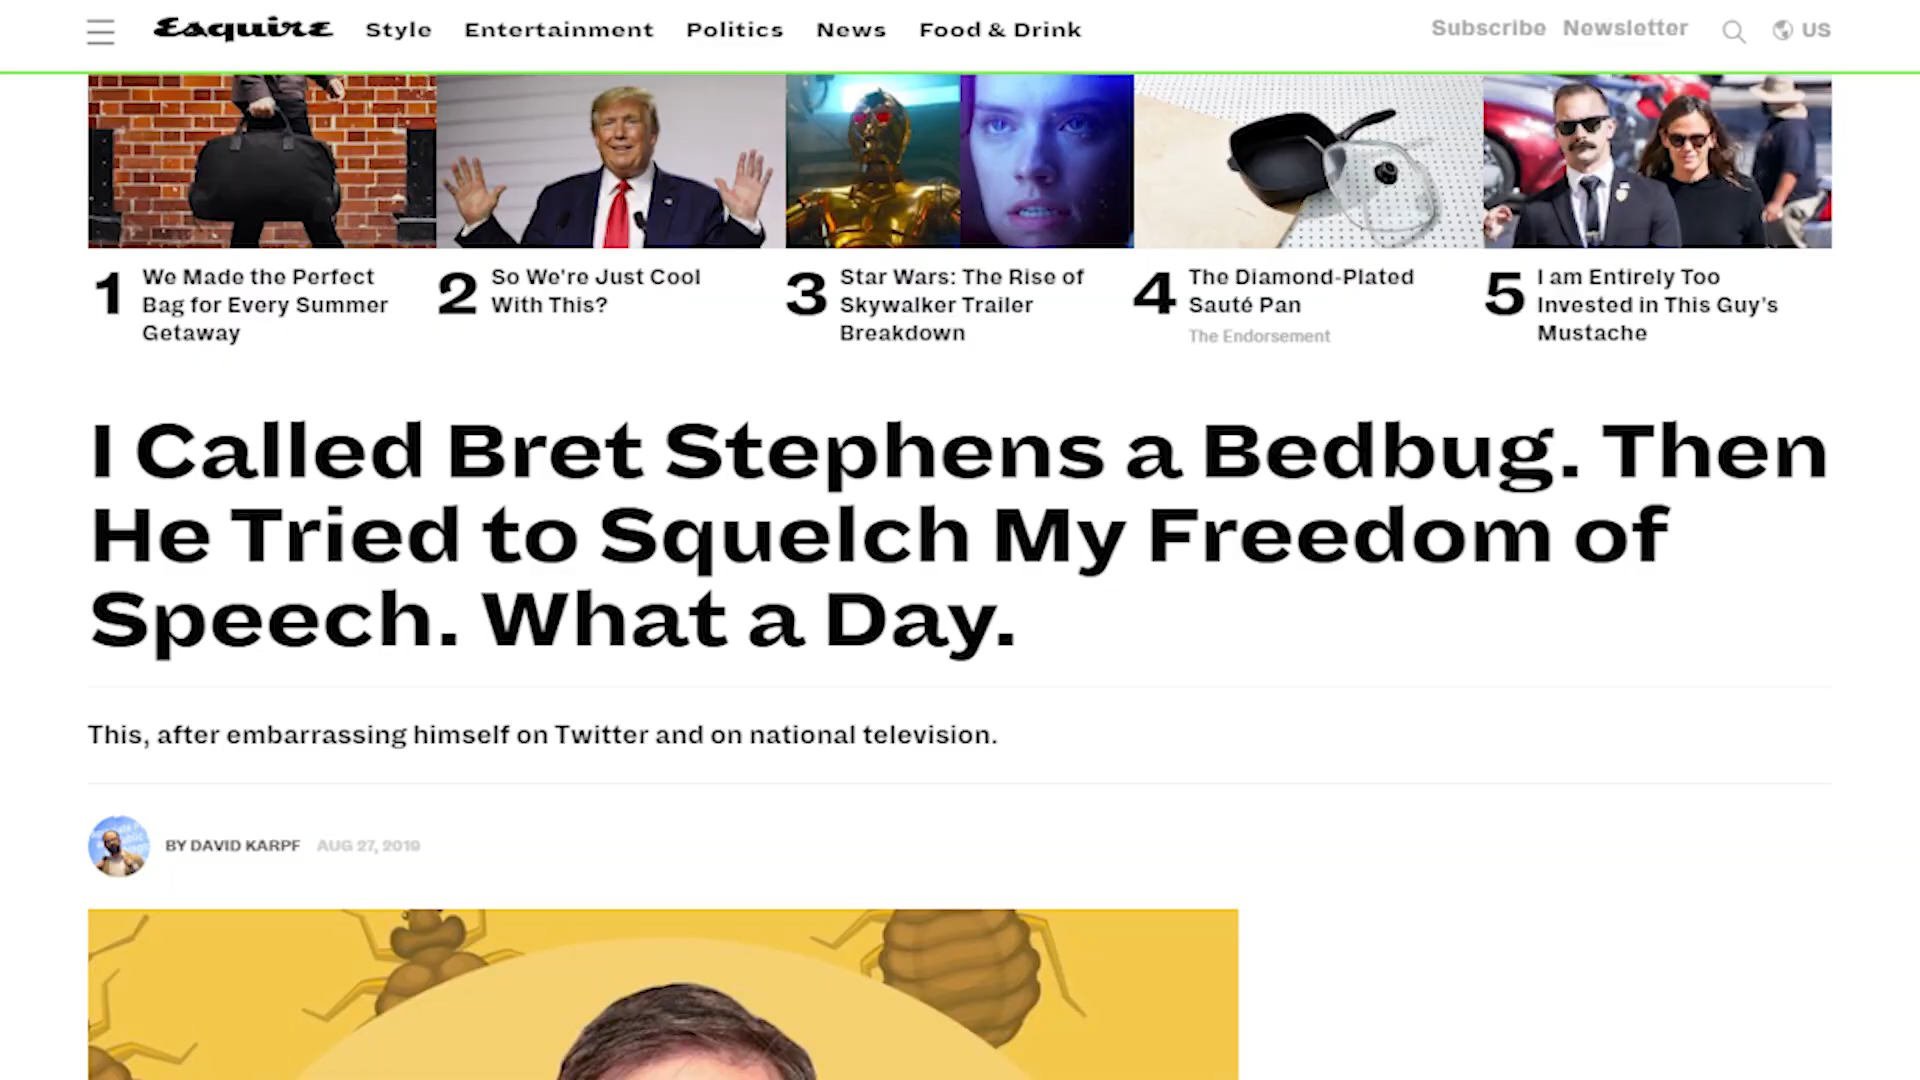 Esquire Style Entertainment Politics News Food & Drink Subscribe Newsletter US
1 We Made the Perfect
Bag for Every Summer
Getaway
2 So We're Just Cool
With This?
3 Star Wars: The Rise of
Skywalker Trailer
Breakdown
4 The Diamond-Plated
Sauté Pan
The Endorsement
5 I am Entirely Too
Invested in This Guy's
Mustache
I Called Bret Stephens a Bedbug. Then
He Tried to Squelch My Freedom of
Speech. What a Day.
This, after embarrassing himself on Twitter and on national television.
BY DAVID KARPF AUG 27, 2019